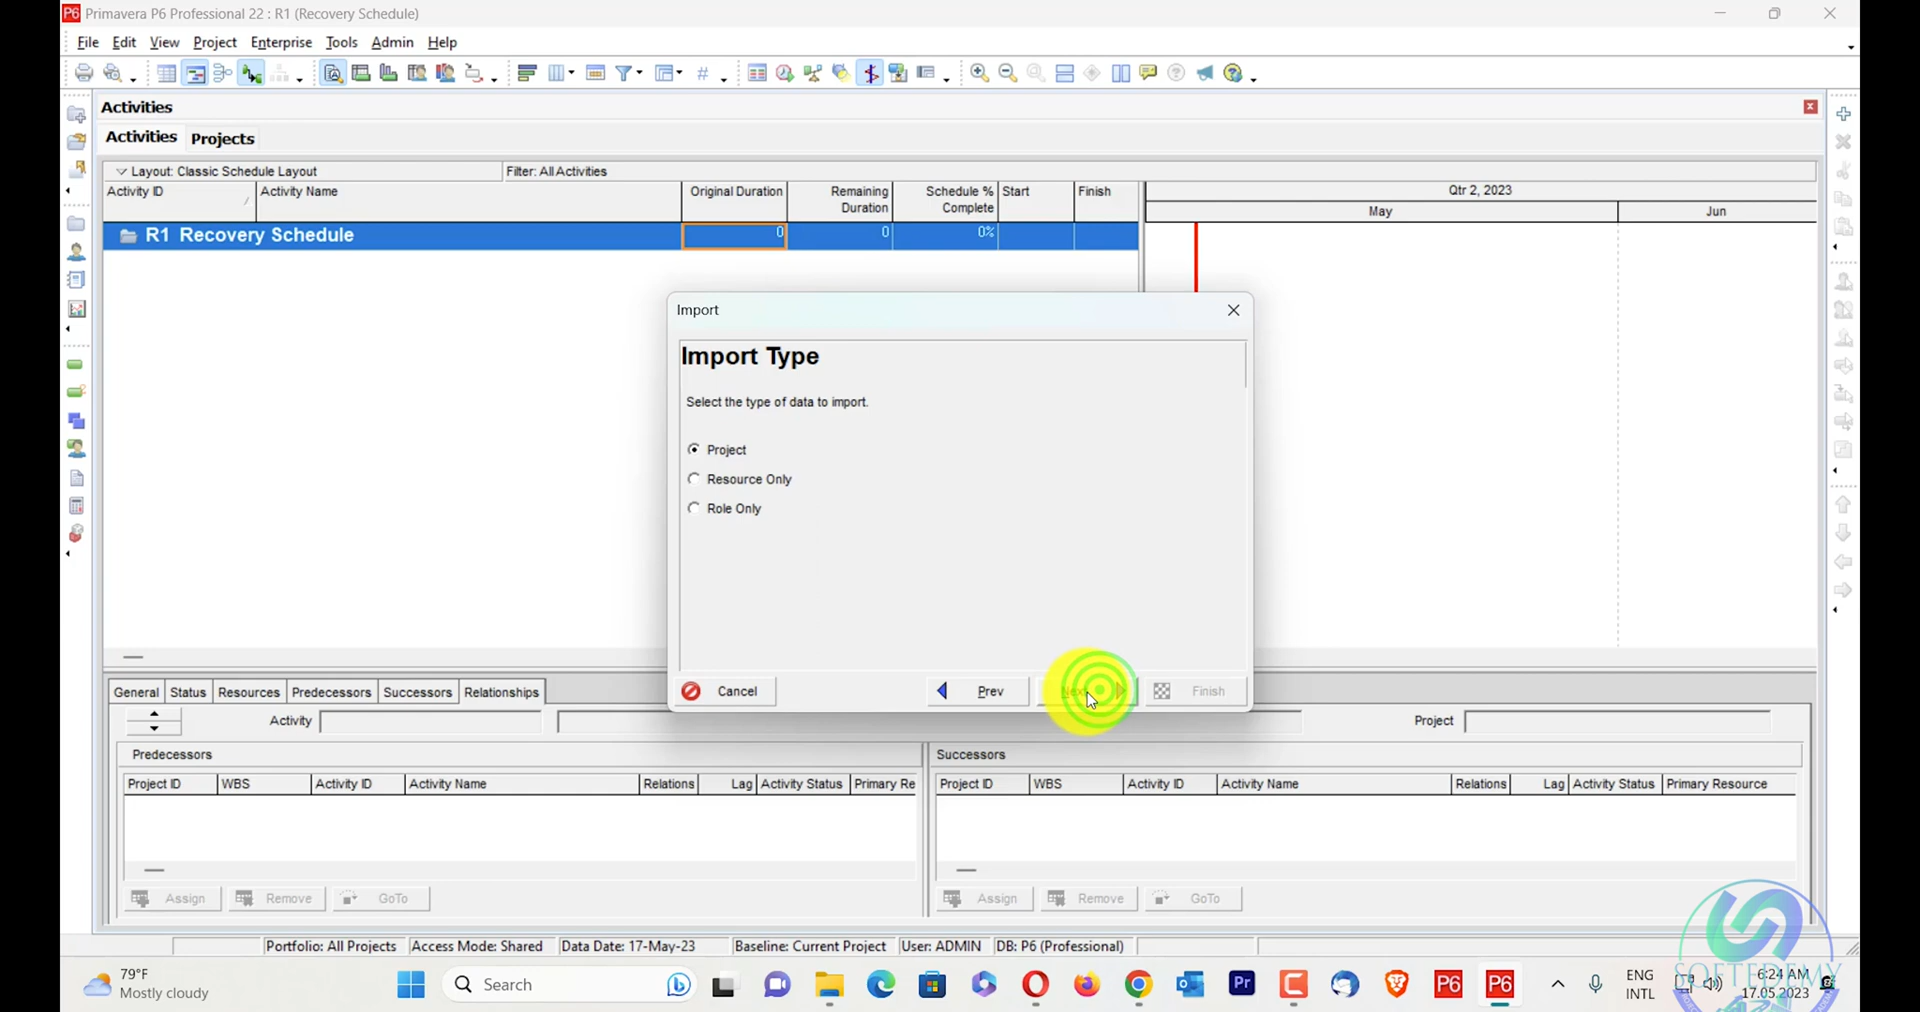 Primavera P6 Professional 22 : R1 (Recovery Schedule)
File Edit View Project Enterprise Tools Admin Help
Activities
Activities Projects
Layout: Classic Schedule Layout Filter: All Activities
Activity ID Activity Name Original Duration Remaining Duration Schedule % Complete Start Finish
Qtr 2, 2023
May Jun
R1 Recovery Schedule 0 0 0%
Import
Import Type
Select the type of data to import.
Project
Resource Only
Role Only
Cancel Prev Next Finish
General Status Resources Predecessors Successors Relationships
Activity Project
Predecessors Successors
Project ID WBS Activity ID Activity Name Relations Lag Activity Status Primary Re
Project ID WBS Activity ID Activity Name Relations Lag Activity Status Primary Resource
Assign Remove GoTo Assign Remove GoTo
Portfolio: All Projects Access Mode: Shared Data Date: 17-May-23 Baseline: Current Project User: ADMIN DB: P6 (Professional)
79°F
Mostly cloudy
Search
Pr
P6 P6
ENG
INTL
6:24 AM
17.05.2023
SOFTEDEMY